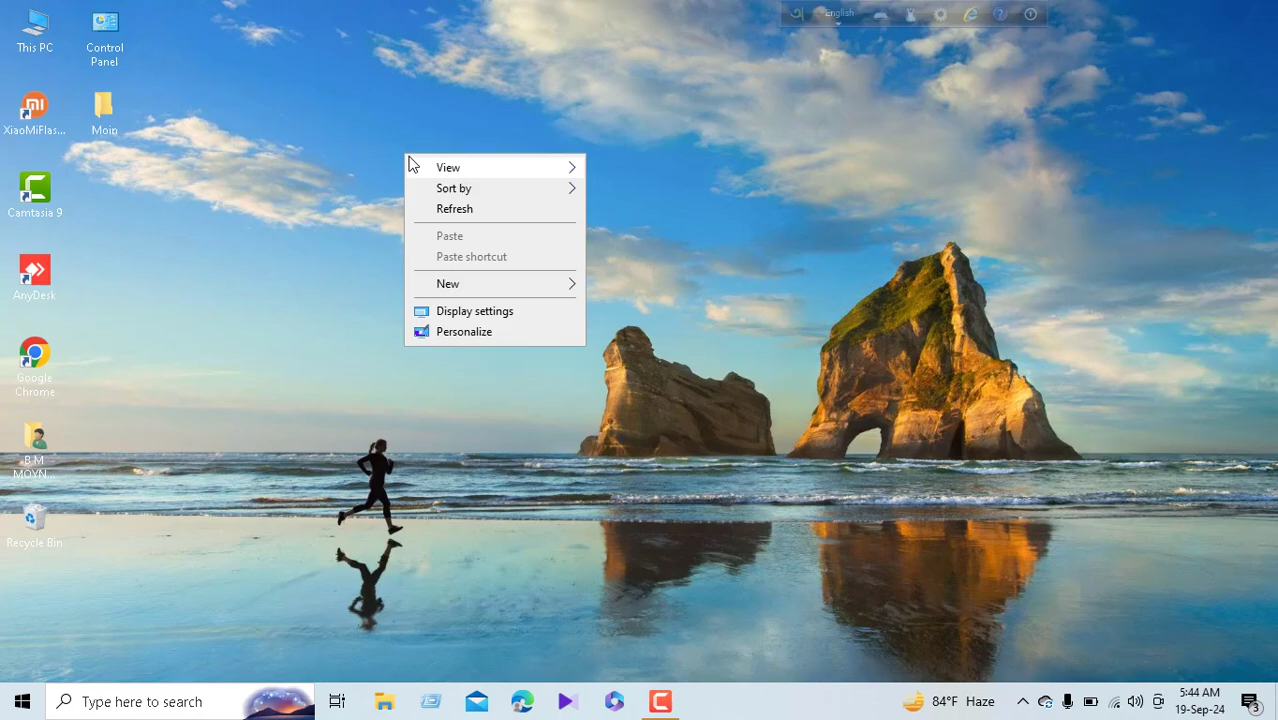 This PC
Control
Panel
XiaoMiFlas...
Moin
Camtasia 9
AnyDesk
Google
Chrome
B.M
MOYN...
Recycle Bin
English
View
Sort by
Refresh
Paste
Paste shortcut
New
Display settings
Personalize
Type here to search
84°F Haze
5:44 AM
19-Sep-24
3